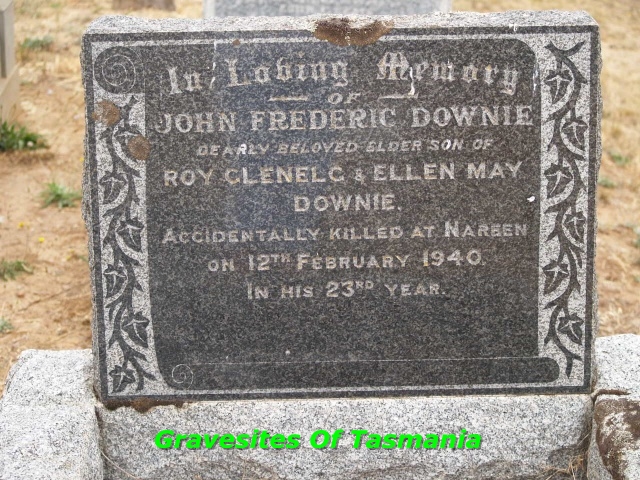 In Loving Memory
OF
JOHN FREDERIC DOWNIE
DEARLY BELOVED ELDER SON OF
ROY GLENELG & ELLEN MAY
DOWNIE.
ACCIDENTALLY KILLED AT NAREEN
ON 12TH FEBRUARY 1940.
IN HIS 23RD YEAR.
Gravesites Of Tasmania